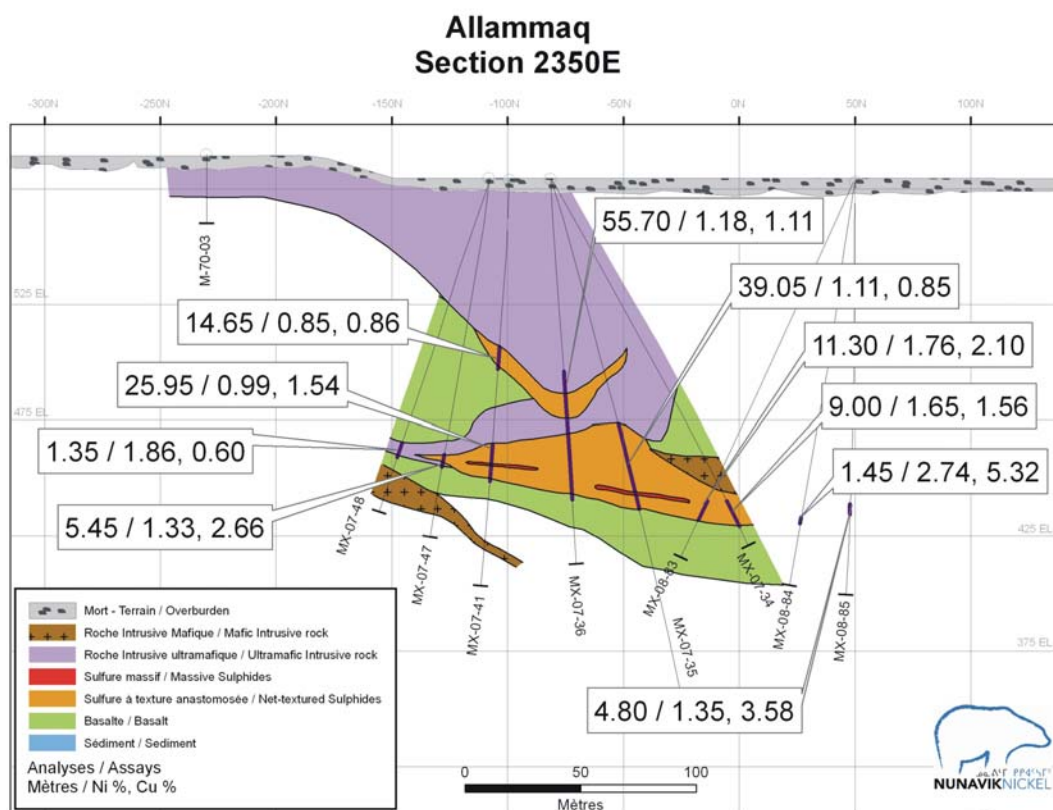 Allammaq
Section 2350E
-300N -250N -200N -150N -100N -50N 0N 50N 100N
M-70-03
55.70 / 1.18, 1.11
39.05 / 1.11, 0.85
525 EL
14.65 / 0.85, 0.86
11.30 / 1.76, 2.10
25.95 / 0.99, 1.54
9.00 / 1.65, 1.56
475 EL
1.35 / 1.86, 0.60
1.45 / 2.74, 5.32
5.45 / 1.33, 2.66
425 EL
MX-07-48
MX-07-47
MX-07-41
MX-07-36
MX-08-83
MX-07-35
MX-07-34
MX-08-84
MX-08-85
375 EL
4.80 / 1.35, 3.58
Mort - Terrain / Overburden
Roche Intrusive Mafique / Mafic Intrusive rock
Roche Intrusive ultramafique / Ultramafic Intrusive rock
Sulfure massif / Massive Sulphides
Sulfure à texture anastomosée / Net-textured Sulphides
Basalte / Basalt
Sédiment / Sediment
Analyses / Assays
Mètres / Ni %, Cu %
0 50 100
Mètres
NUNAVIKNICKEL